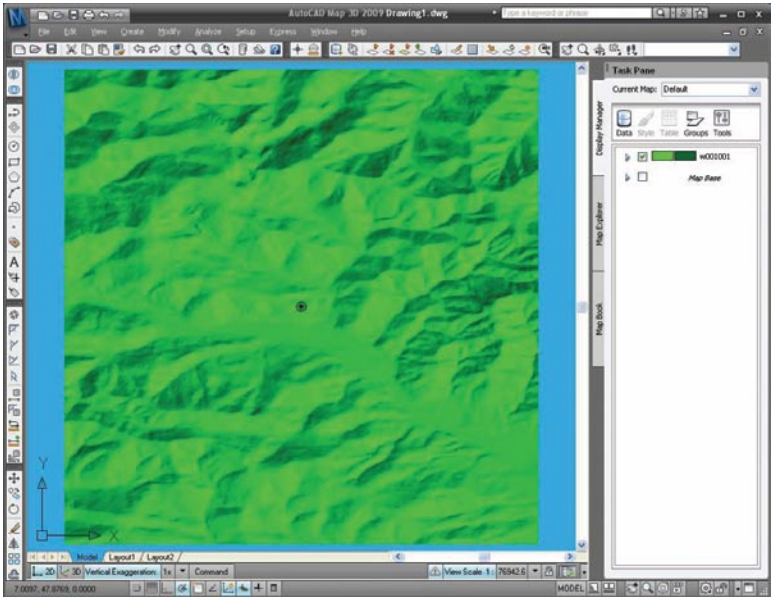 AutoCAD Map 3D 2009 Drawing1.dwg
Type a keyword or phrase
File Edit View Create Modify Analyze Setup Express Window Help
Task Pane
Current Map: Default
Data Style Table Groups Tools
w001001
Map Base
Display Manager
Map Explorer
Map Book
A
Y
X
Model Layout1 Layout2
2D 3D Vertical Exaggeration: 1x Command
View Scale 1 : 76942.6
7.0097, 47.8769, 0.0000
MODEL